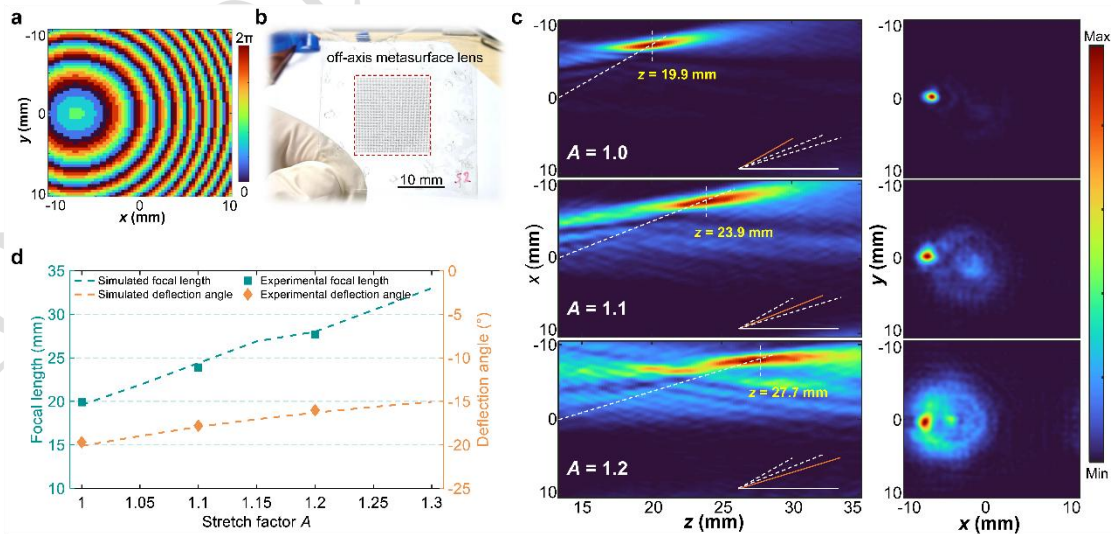 a
-10
0
10
y (mm)
-10
0
10
x (mm)
2π
0
b
off-axis metasurface lens
10 mm
52
c
-10
0
10
z = 19.9 mm
A = 1.0
-10
0
10
x (mm)
z = 23.9 mm
A = 1.1
-10
0
10
z = 27.7 mm
A = 1.2
15
20
25
30
35
z (mm)
-10
0
10
-10
0
10
y (mm)
-10
0
10
-10
0
10
x (mm)
Max
Min
d
35
30
25
20
15
10
Focal length (mm)
Simulated focal length
Experimental focal length
Simulated deflection angle
Experimental deflection angle
0
-5
-10
-15
-20
-25
Deflection angle (°)
1
1.05
1.1
1.15
1.2
1.25
1.3
Stretch factor A